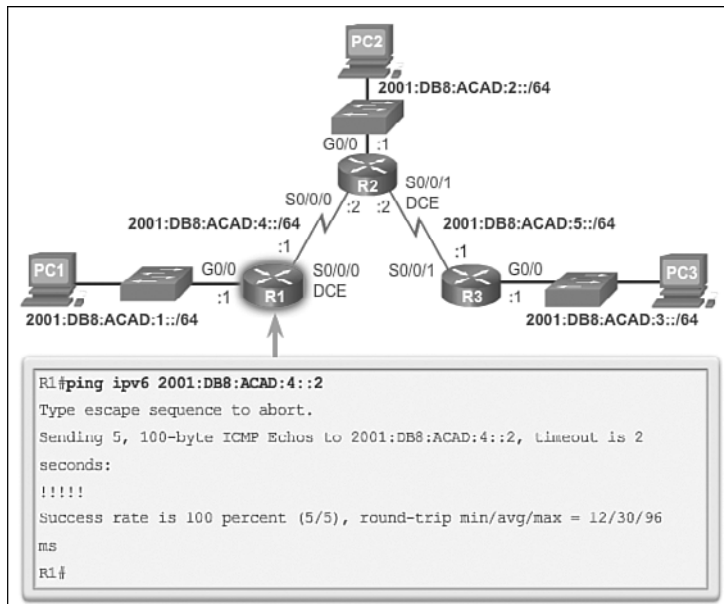 PC2
2001:DB8:ACAD:2::/64
G0/0 :1
R2
S0/0/0 S0/0/1
:2 :2 DCE
2001:DB8:ACAD:4::/64 2001:DB8:ACAD:5::/64
:1 :1
PC1 G0/0 S0/0/0 S0/0/1 G0/0 PC3
:1 R1 DCE R3 :1
2001:DB8:ACAD:1::/64 2001:DB8:ACAD:3::/64
R1#ping ipv6 2001:DB8:ACAD:4::2
Type escape sequence to abort.
Sending 5, 100-byte ICMP Echos to 2001:DB8:ACAD:4::2, timeout is 2
seconds:
!!!!!
Success rate is 100 percent (5/5), round-trip min/avg/max = 12/30/96
ms
R1#